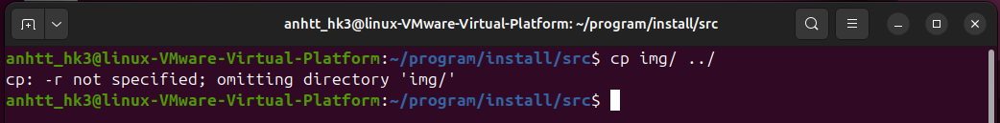 anhtt_hk3@linux-VMware-Virtual-Platform: ~/program/install/src
anhtt_hk3@linux-VMware-Virtual-Platform:~/program/install/src$ cp img/ ../
cp: -r not specified; omitting directory 'img/'
anhtt_hk3@linux-VMware-Virtual-Platform:~/program/install/src$